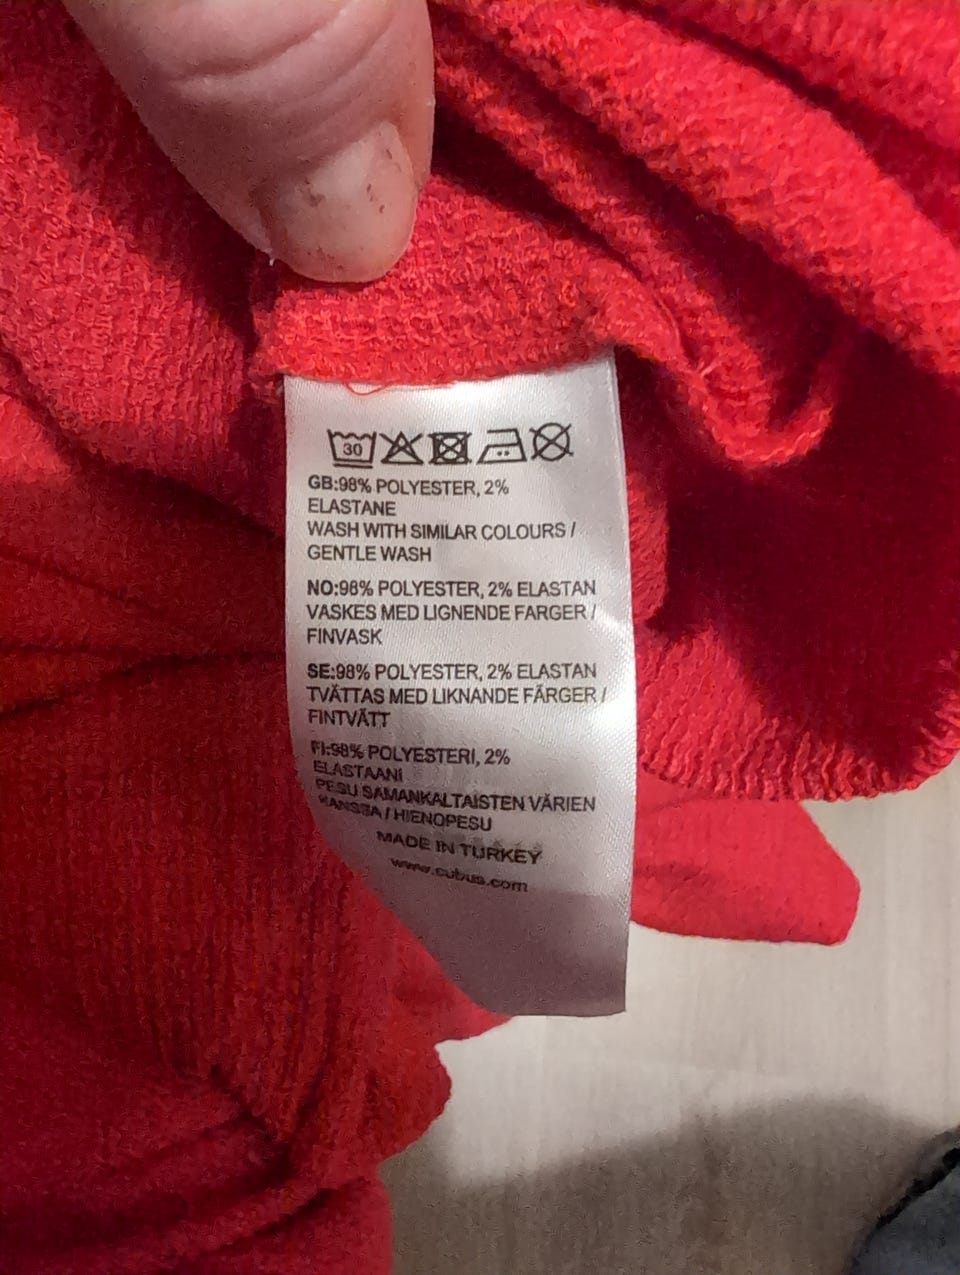 30
GB:98% POLYESTER, 2%
ELASTANE
WASH WITH SIMILAR COLOURS /
GENTLE WASH
NO:98% POLYESTER, 2% ELASTAN
VASKES MED LIGNENDE FARGER /
FINVASK
SE:98% POLYESTER, 2% ELASTAN
TVÄTTAS MED LIKNANDE FÄRGER /
FINTVÄTT
FI:98% POLYESTERI, 2%
ELASTAANI
PESU SAMANKALTAISTEN VÄRIEN
KANSSA / HIENOPESU
MADE IN TURKEY
www.cubus.com